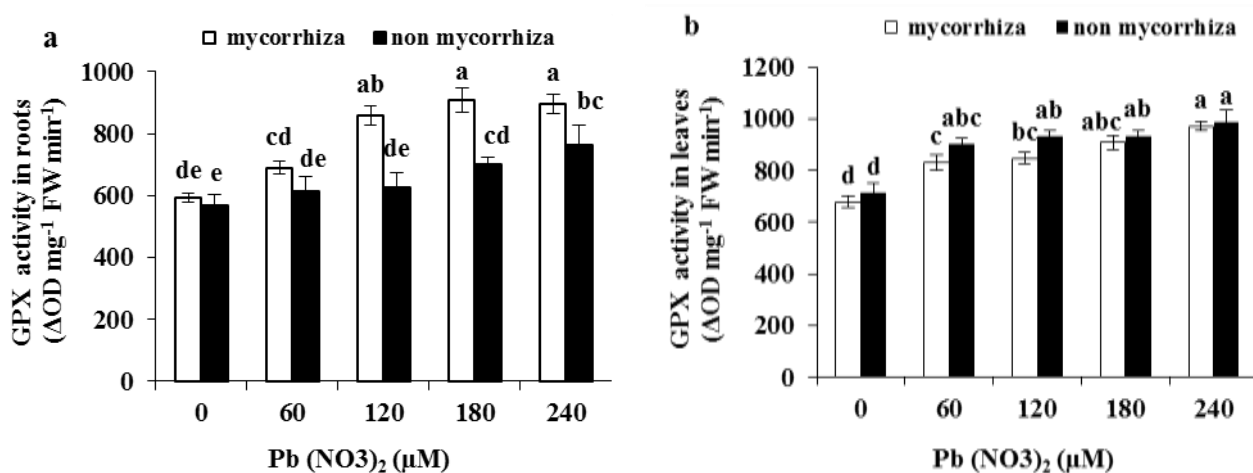 a
mycorrhiza non mycorrhiza
GPX activity in roots
(ΔOD mg⁻¹ FW min⁻¹)
1000
800
600
400
200
0
de e cd de ab de a cd a bc
0 60 120 180 240
Pb (NO3)₂ (µM)
b
mycorrhiza non mycorrhiza
GPX activity in leaves
(ΔOD mg⁻¹ FW min⁻¹)
1200
1000
800
600
400
200
0
d d c abc bc ab abc ab a a
0 60 120 180 240
Pb (NO3)₂ (µM)